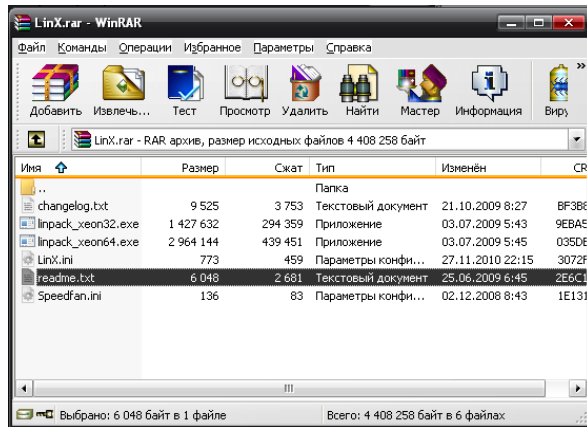 LinX.rar - WinRAR
Файл Команды Операции Избранное Параметры Справка
Добавить Извлечь... Тест Просмотр Удалить Найти Мастер Информация »
LinX.rar - RAR архив, размер исходных файлов 4 408 258 байт
Имя Размер Сжат Тип Изменён CR
.. Папка
changelog.txt 9 525 3 753 Текстовый документ 21.10.2009 8:27 BF3B8
linpack_xeon32.exe 1 427 632 294 359 Приложение 03.07.2009 5:43 9EBA5
linpack_xeon64.exe 2 964 144 439 451 Приложение 03.07.2009 5:45 035DE
LinX.ini 773 459 Параметры конфи... 27.11.2010 22:15 3072F
readme.txt 6 048 2 681 Текстовый документ 25.06.2009 6:45 2E6C1
Speedfan.ini 136 83 Параметры конфи... 02.12.2008 8:43 1E131
Выбрано: 6 048 байт в 1 файле Всего: 4 408 258 байт в 6 файлах